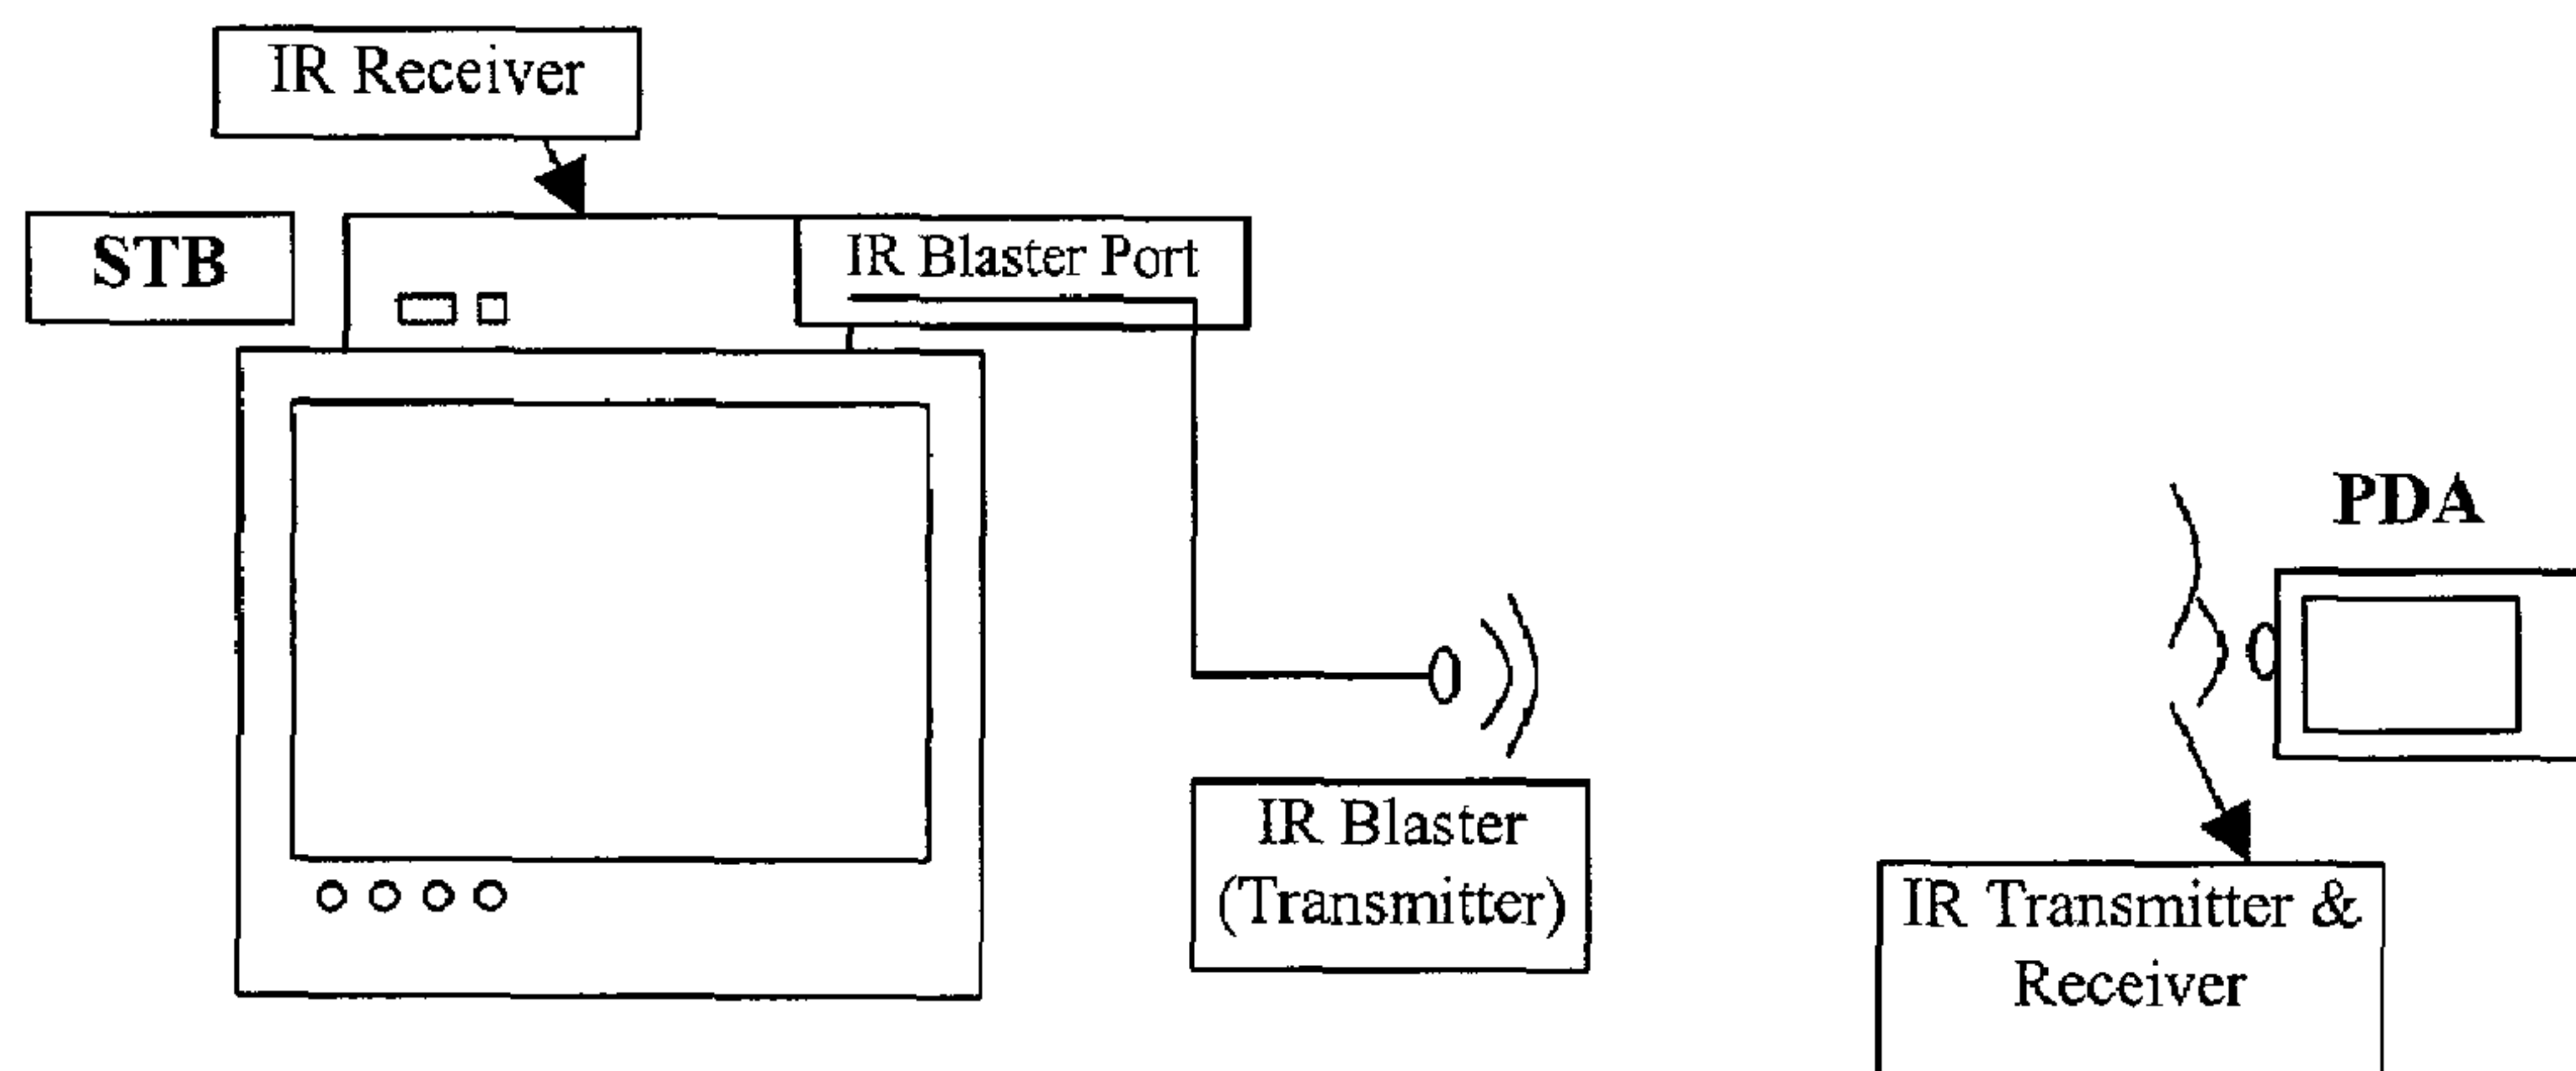 IR Receiver
STB
IR Blaster Port
PDA
IR Blaster
(Transmitter)
IR Transmitter &
Receiver